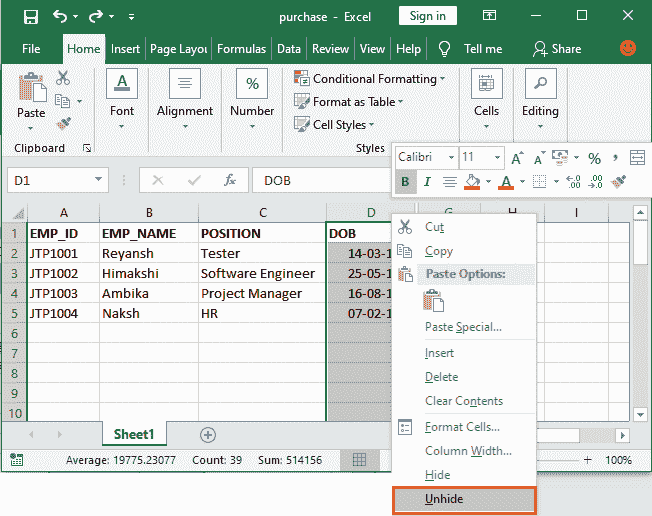 purchase - Excel
Sign in
File Home Insert Page Layou Formulas Data Review View Help Tell me Share
Paste
Clipboard
Font
Alignment
%
Number
Conditional Formatting
Format as Table
Cell Styles
Styles
Cells
Editing
Calibri 11 A A % ,
B I A .00 .0
D1 fx DOB
A B C D G H I
1 EMP_ID EMP_NAME POSITION DOB
2 JTP1001 Reyansh Tester 14-03-1
3 JTP1002 Himakshi Software Engineer 25-05-1
4 JTP1003 Ambika Project Manager 16-08-1
5 JTP1004 Naksh HR 07-02-1
6
7
8
9
10
Cut
Copy
Paste Options:
Paste Special...
Insert
Delete
Clear Contents
Format Cells...
Column Width...
Hide
Unhide
Sheet1
Average: 19775.23077 Count: 39 Sum: 514156 100%